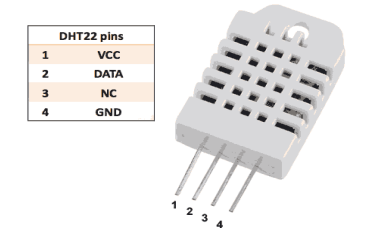 DHT22 pins
1 VCC
2 DATA
3 NC
4 GND
1
2
3
4